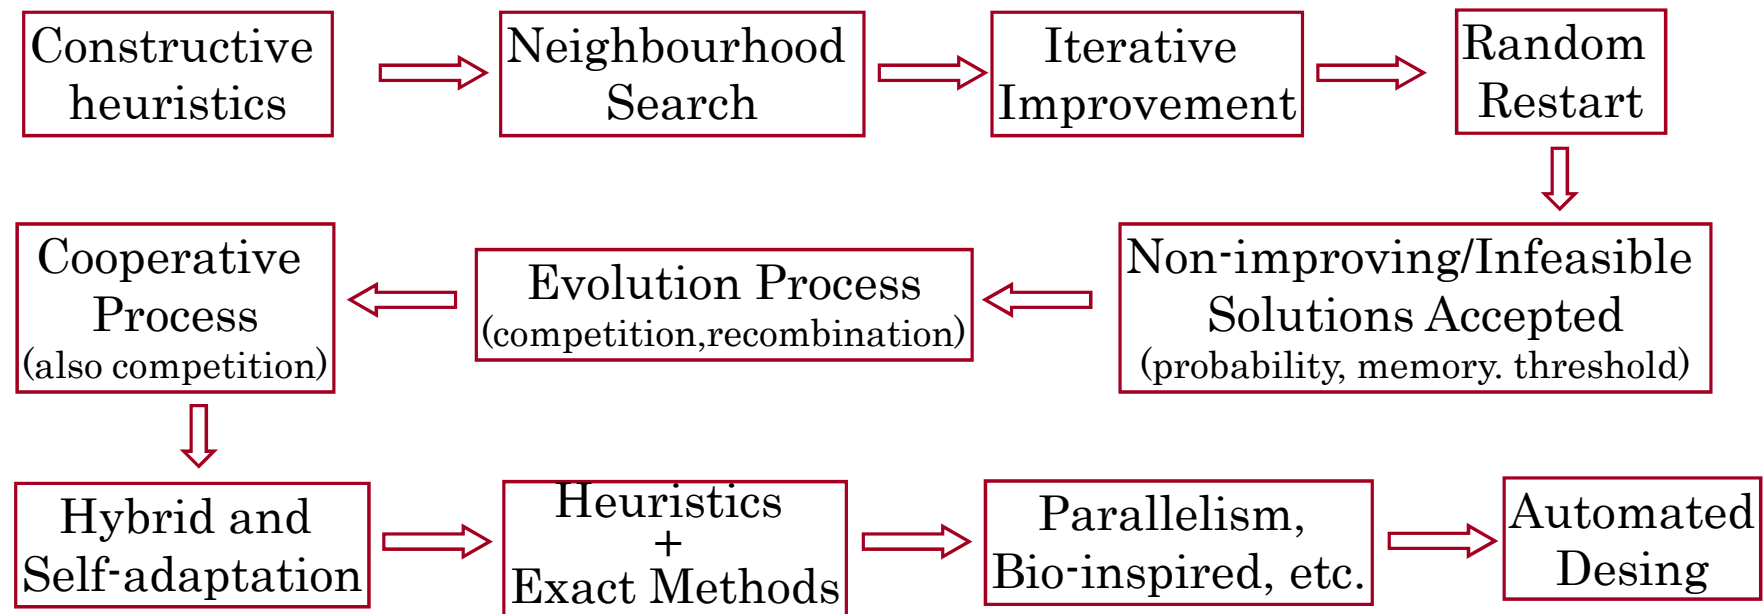 Constructive
heuristics
Neighbourhood
Search
Iterative
Improvement
Random
Restart
Non-improving/Infeasible
Solutions Accepted
(probability, memory. threshold)
Evolution Process
(competition,recombination)
Cooperative
Process
(also competition)
Hybrid and
Self-adaptation
Heuristics
+
Exact Methods
Parallelism,
Bio-inspired, etc.
Automated
Desing